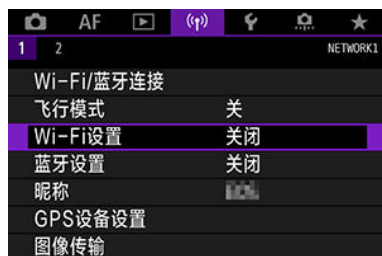 AF
1 2 NETWORK1
Wi-Fi/蓝牙连接
飞行模式 关
Wi-Fi设置 关闭
蓝牙设置 关闭
昵称
GPS设备设置
图像传输